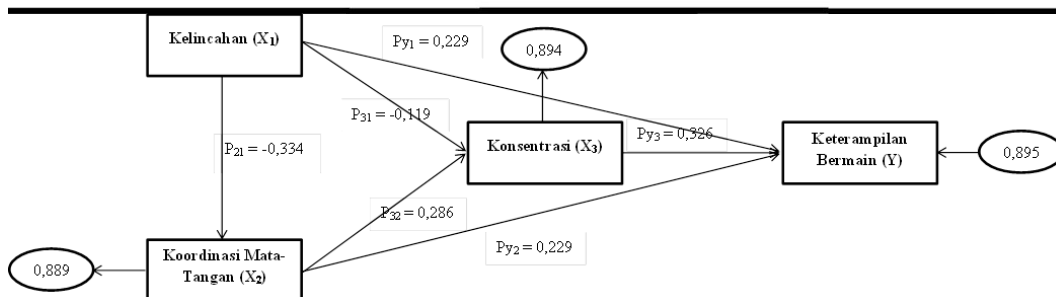 Kelincahan (X₁)
Py₁ = 0,229
0,894
P₃₁ = -0,119
P₂₁ = -0,334
Konsentrasi (X₃)
Py₃ = 0,326
Keterampilan
Bermain (Y)
0,895
P₃₂ = 0,286
Py₂ = 0,229
Koordinasi Mata-
Tangan (X₂)
0,889